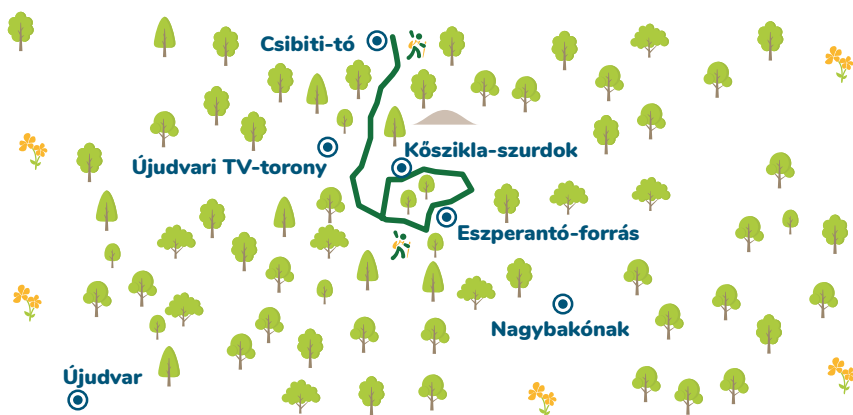 Csibiti-tó
Kőszikla-szurdok
Újudvari TV-torony
Eszperantó-forrás
Nagybakónak
Újudvar